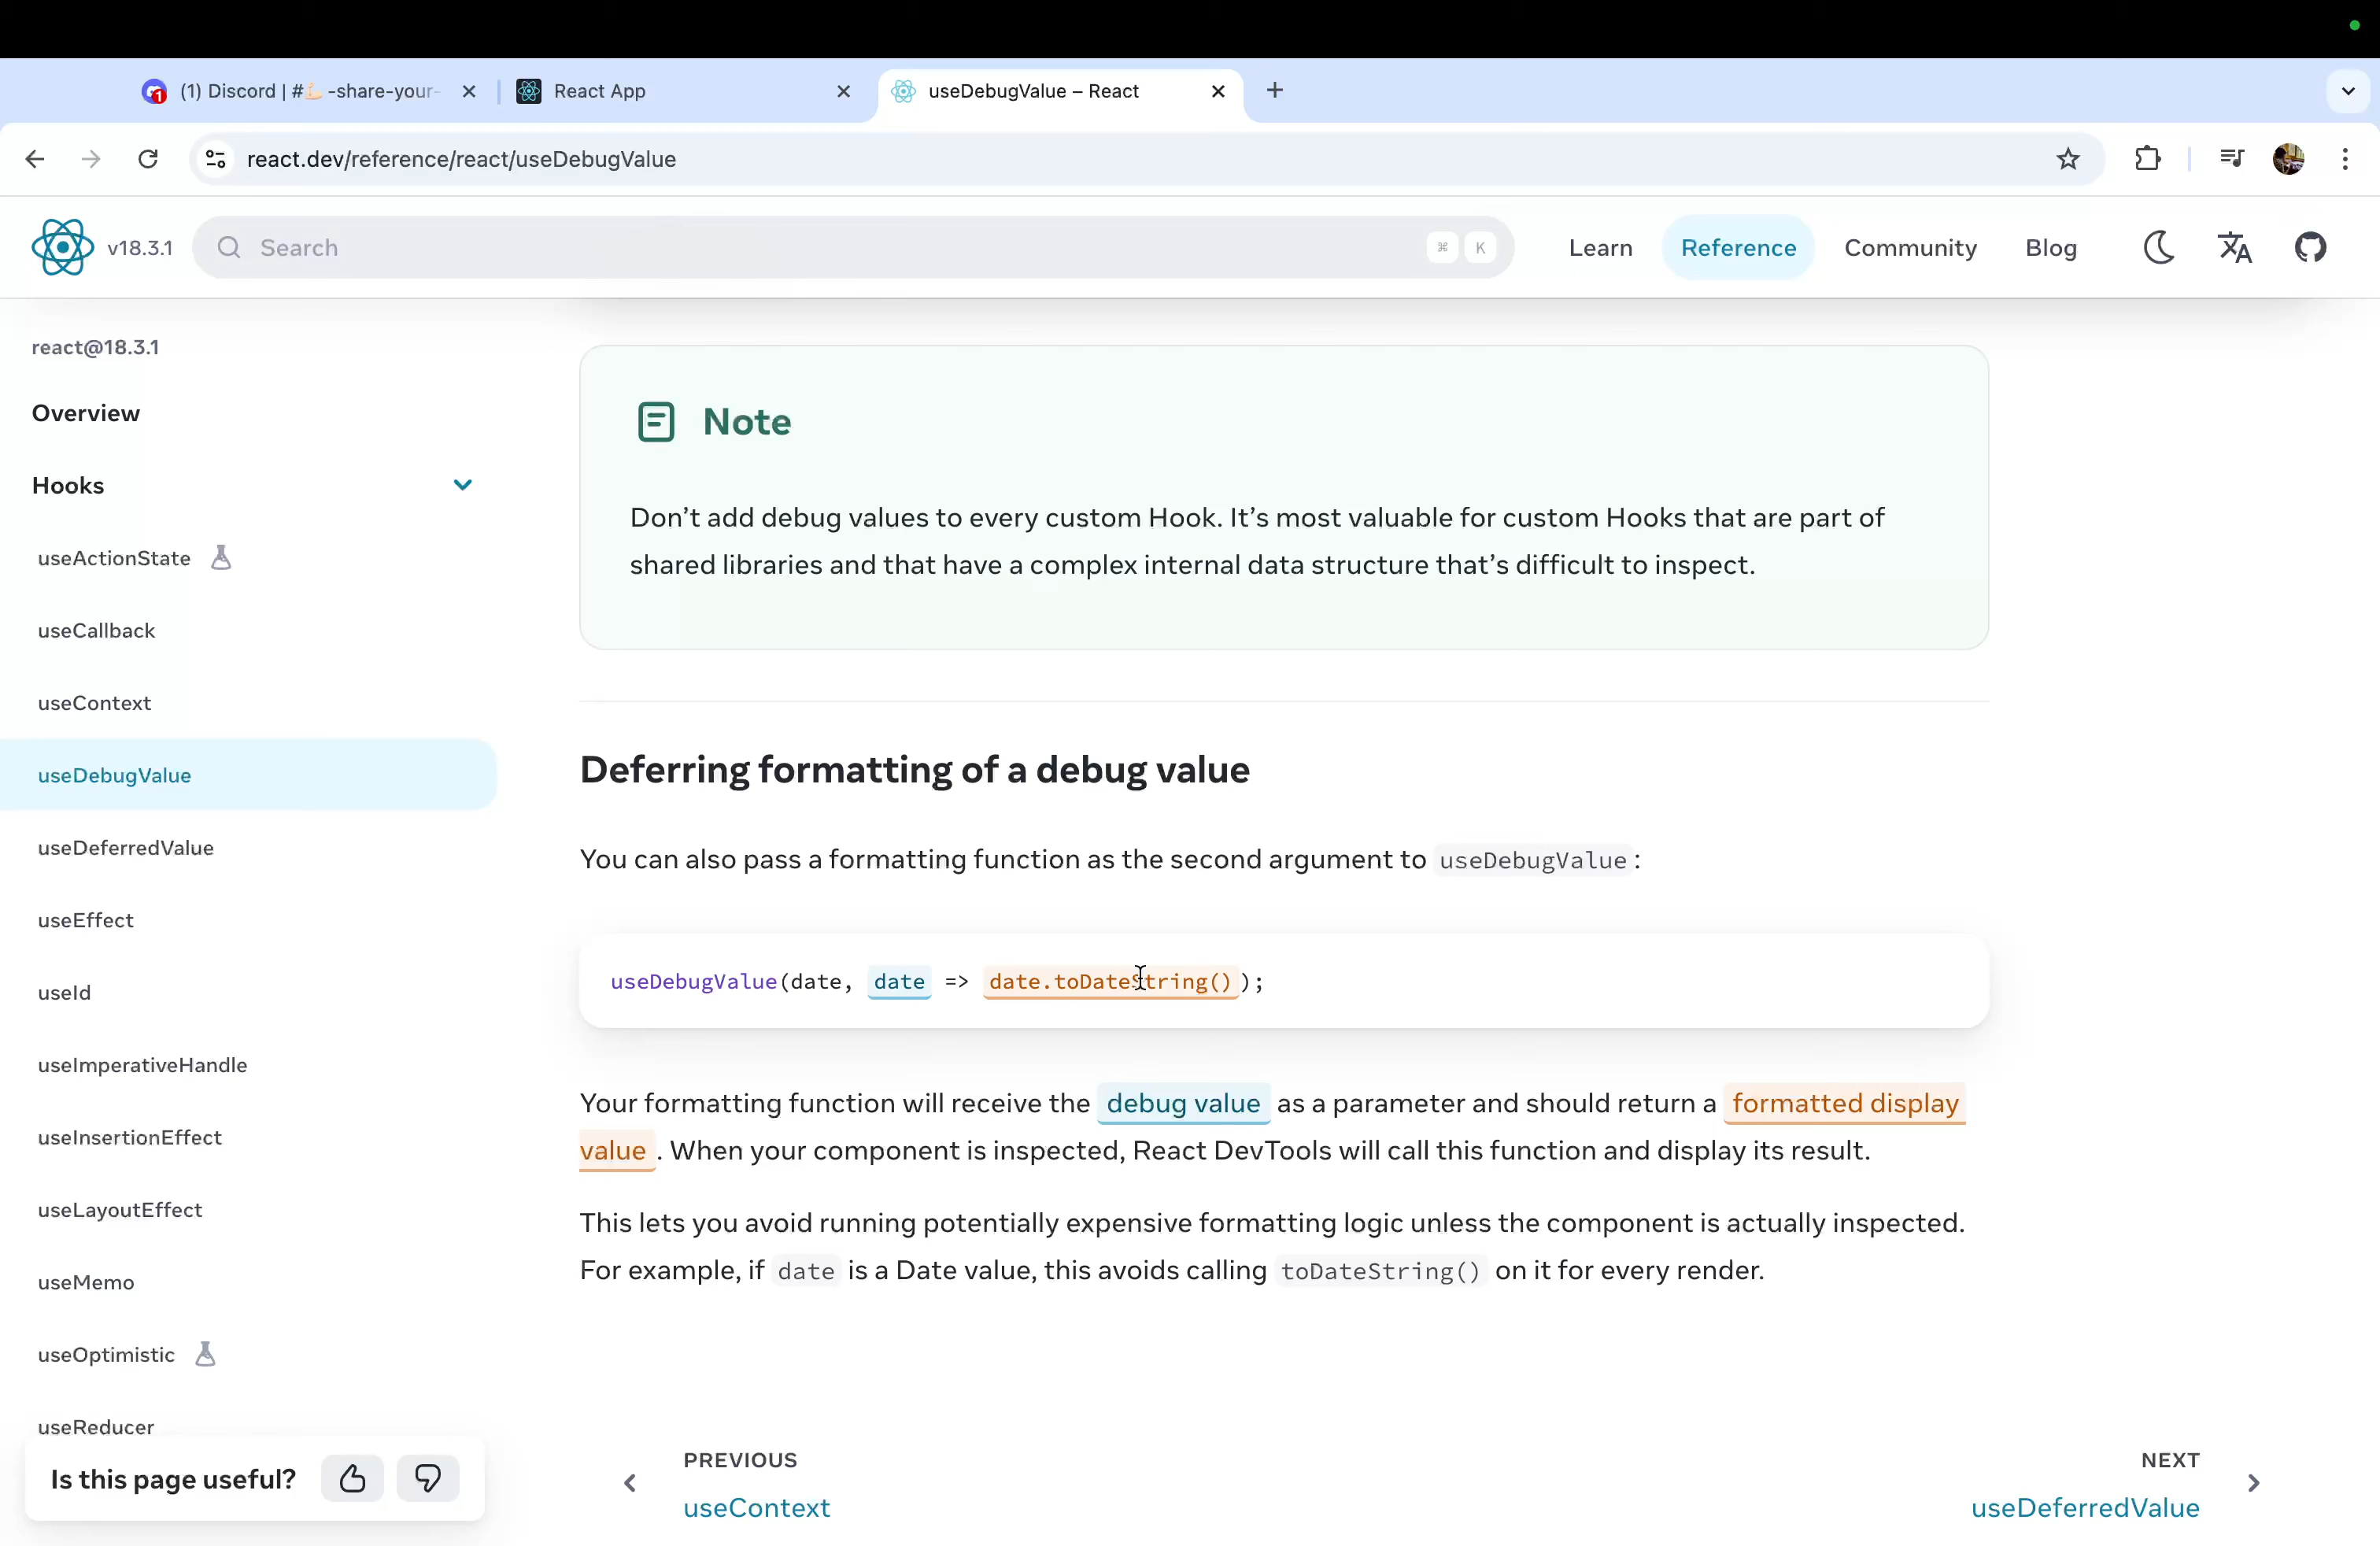 (1) Discord | #💪🏻-share-your-
React App
useDebugValue – React
react.dev/reference/react/useDebugValue
v18.3.1
Search
⌘ K
Learn
Reference
Community
Blog
react@18.3.1
Overview
Hooks
useActionState
useCallback
useContext
useDebugValue
useDeferredValue
useEffect
useId
useImperativeHandle
useInsertionEffect
useLayoutEffect
useMemo
useOptimistic
useReducer
Is this page useful?
Note
Don’t add debug values to every custom Hook. It’s most valuable for custom Hooks that are part of
shared libraries and that have a complex internal data structure that’s difficult to inspect.
Deferring formatting of a debug value
You can also pass a formatting function as the second argument to useDebugValue:
useDebugValue(date, date => date.toDateString());
Your formatting function will receive the debug value as a parameter and should return a formatted display
value. When your component is inspected, React DevTools will call this function and display its result.
This lets you avoid running potentially expensive formatting logic unless the component is actually inspected.
For example, if date is a Date value, this avoids calling toDateString() on it for every render.
PREVIOUS
useContext
NEXT
useDeferredValue